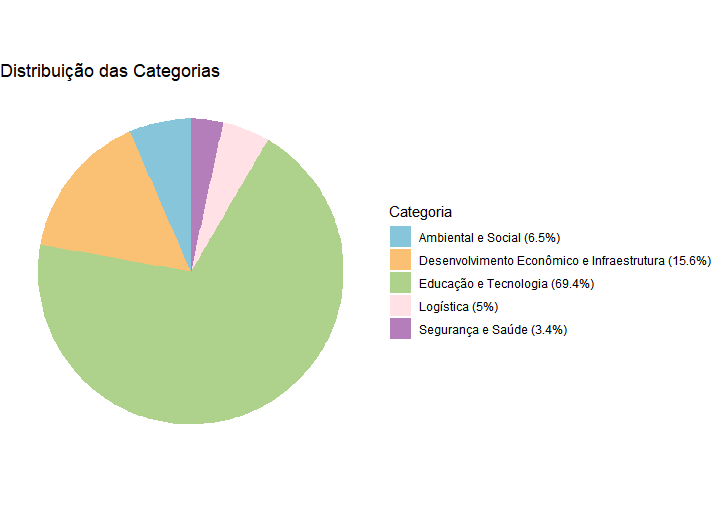 Distribuição das Categorias
Categoria
Ambiental e Social (6.5%)
Desenvolvimento Econômico e Infraestrutura (15.6%)
Educação e Tecnologia (69.4%)
Logística (5%)
Segurança e Saúde (3.4%)